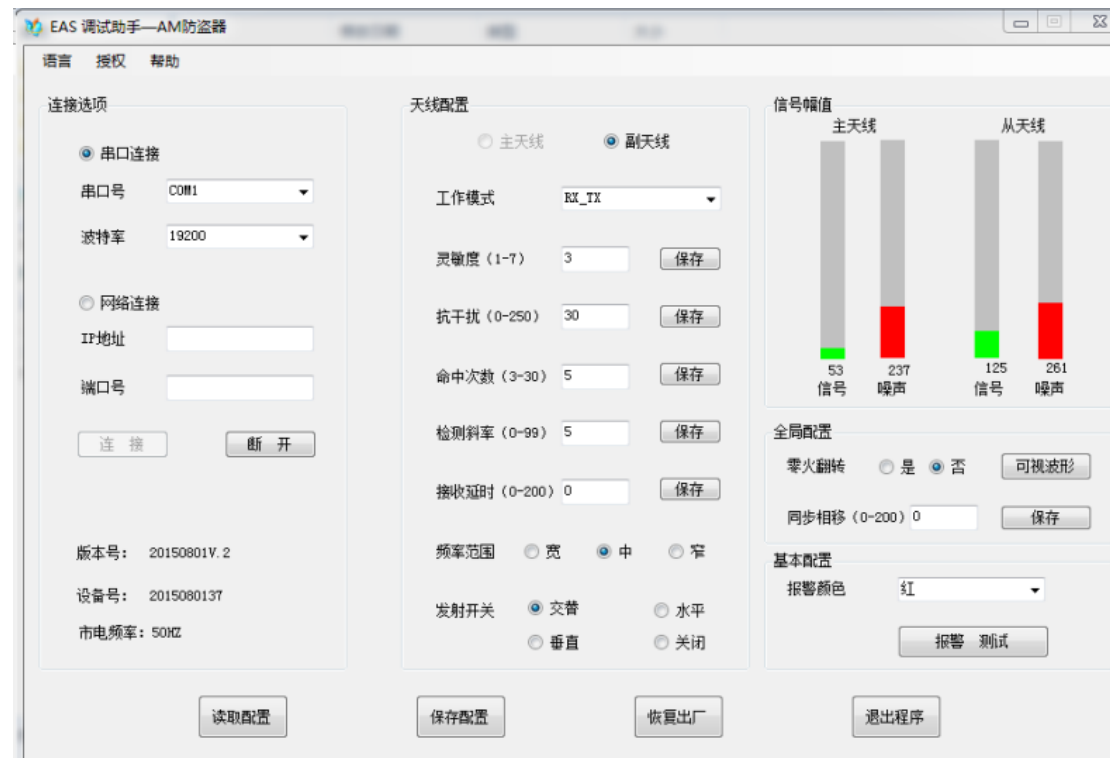 EAS 调试助手—AM防盗器
语言 授权 帮助
连接选项
串口连接
串口号 COM1
波特率 19200
网络连接
IP地址
端口号
连 接 断 开
版本号: 20150801V.2
设备号: 2015080137
市电频率: 50HZ
天线配置
主天线 副天线
工作模式 RX_TX
灵敏度 (1-7) 3 保存
抗干扰 (0-250) 30 保存
命中次数 (3-30) 5 保存
检测斜率 (0-99) 5 保存
接收延时 (0-200) 0 保存
频率范围 宽 中 窄
发射开关 交替 水平
垂直 关闭
信号幅值
主天线 从天线
53 237 125 261
信号 噪声 信号 噪声
全局配置
零火翻转 是 否 可视波形
同步相移 (0-200) 0 保存
基本配置
报警颜色 红
报警 测试
读取配置 保存配置 恢复出厂 退出程序